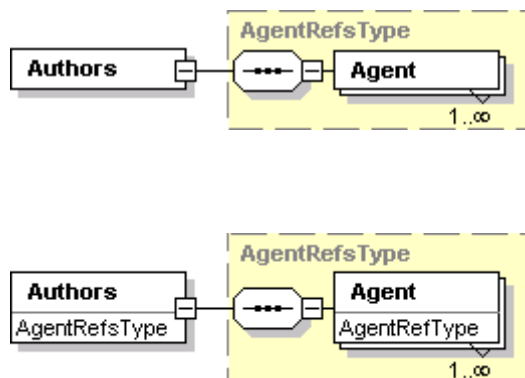 AgentRefsType
Authors
Agent
1..∞
AgentRefsType
Authors
Agent
AgentRefsType
AgentRefType
1..∞